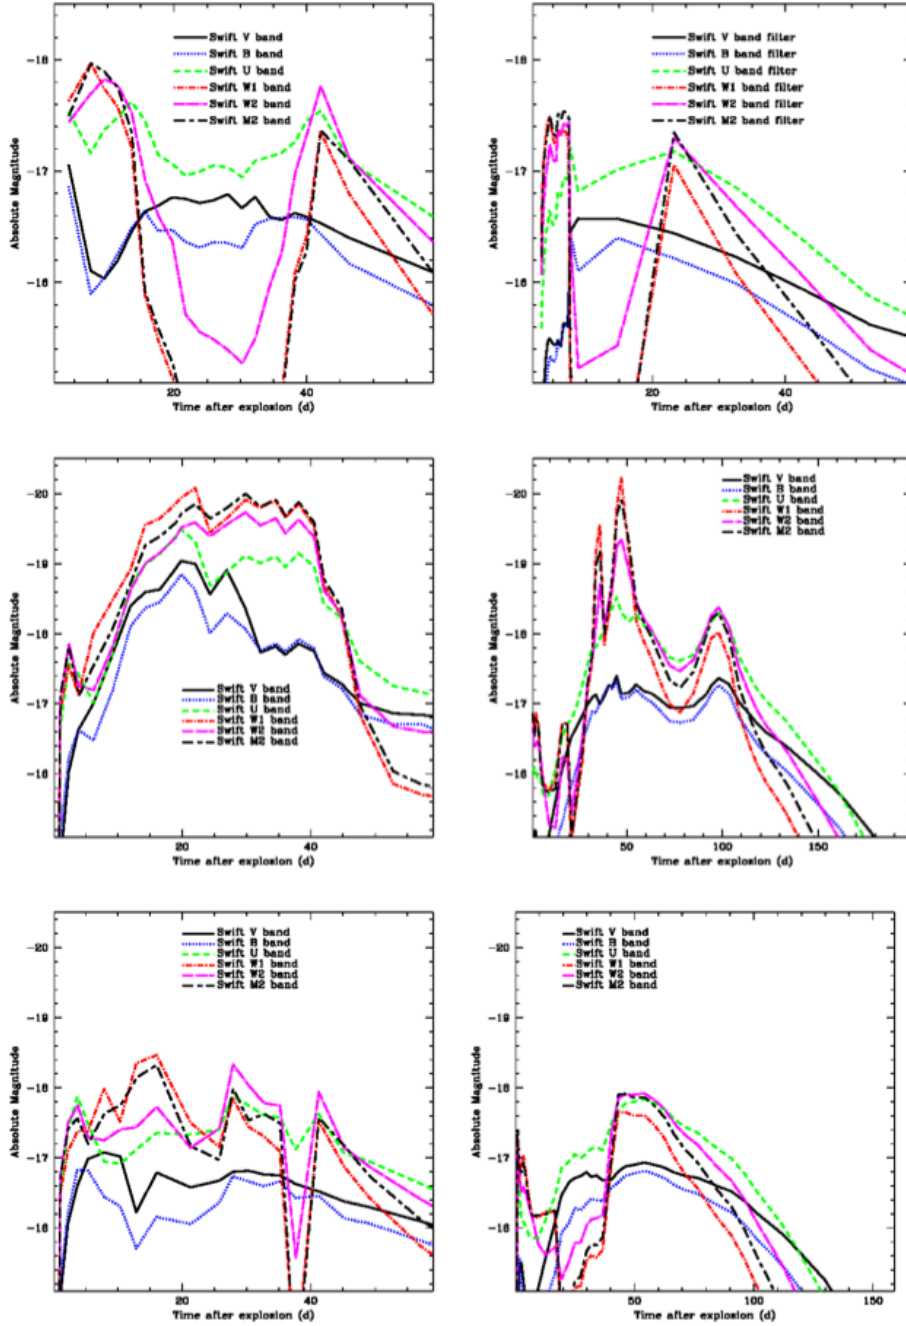 Swift V band
Swift B band
Swift U band
Swift W1 band
Swift W2 band
Swift M2 band
-18
-17
-16
Absolute Magnitude
20
40
Time after explosion (d)
Swift V band filter
Swift B band filter
Swift U band filter
Swift W1 band filter
Swift W2 band filter
Swift M2 band filter
-18
-17
-16
Absolute Magnitude
20
40
Time after explosion (d)
-20
-19
-18
-17
-16
Absolute Magnitude
Swift V band
Swift B band
Swift U band
Swift W1 band
Swift W2 band
Swift M2 band
20
40
Time after explosion (d)
Swift V band
Swift B band
Swift U band
Swift W1 band
Swift W2 band
Swift M2 band
-20
-19
-18
-17
-16
Absolute Magnitude
50
100
150
Time after explosion (d)
Swift V band
Swift B band
Swift U band
Swift W1 band
Swift W2 band
Swift M2 band
-20
-19
-18
-17
-16
Absolute Magnitude
20
40
Time after explosion (d)
Swift V band
Swift B band
Swift U band
Swift W1 band
Swift W2 band
Swift M2 band
-20
-19
-18
-17
-16
Absolute Magnitude
50
100
150
Time after explosion (d)